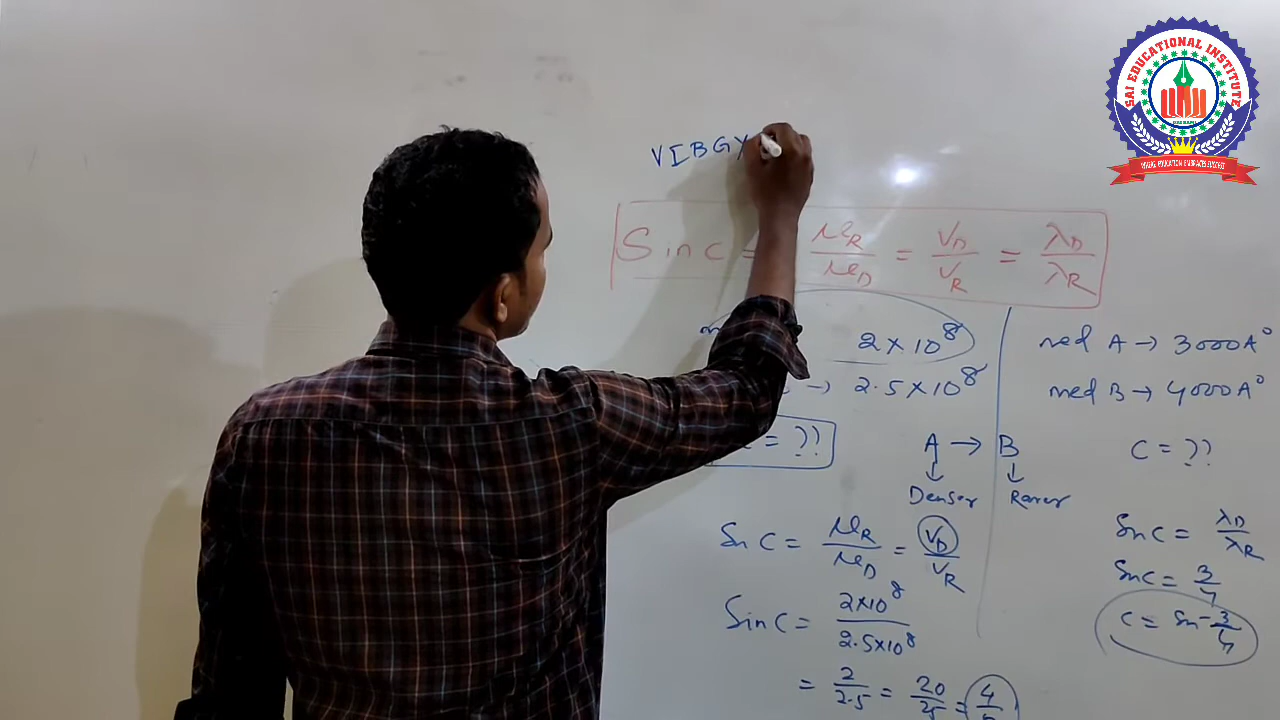 SAI EDUCATIONAL INSTITUTE
VIBGY
Sin C = μR/μD = VD/VR = λD/λR
2 × 10⁸
→ 2.5 × 10⁸
C = ??
A → B
Denser Rarer
Sin C = μR/μD = VD/VR
Sin C = 2×10⁸/2.5×10⁸
= 2/2.5 = 20/25 = 4/5
med A → 3000A°
med B → 4000A°
C = ??
Sin C = λD/λR
Sin C = 3/4
C = Sin⁻ 3/4